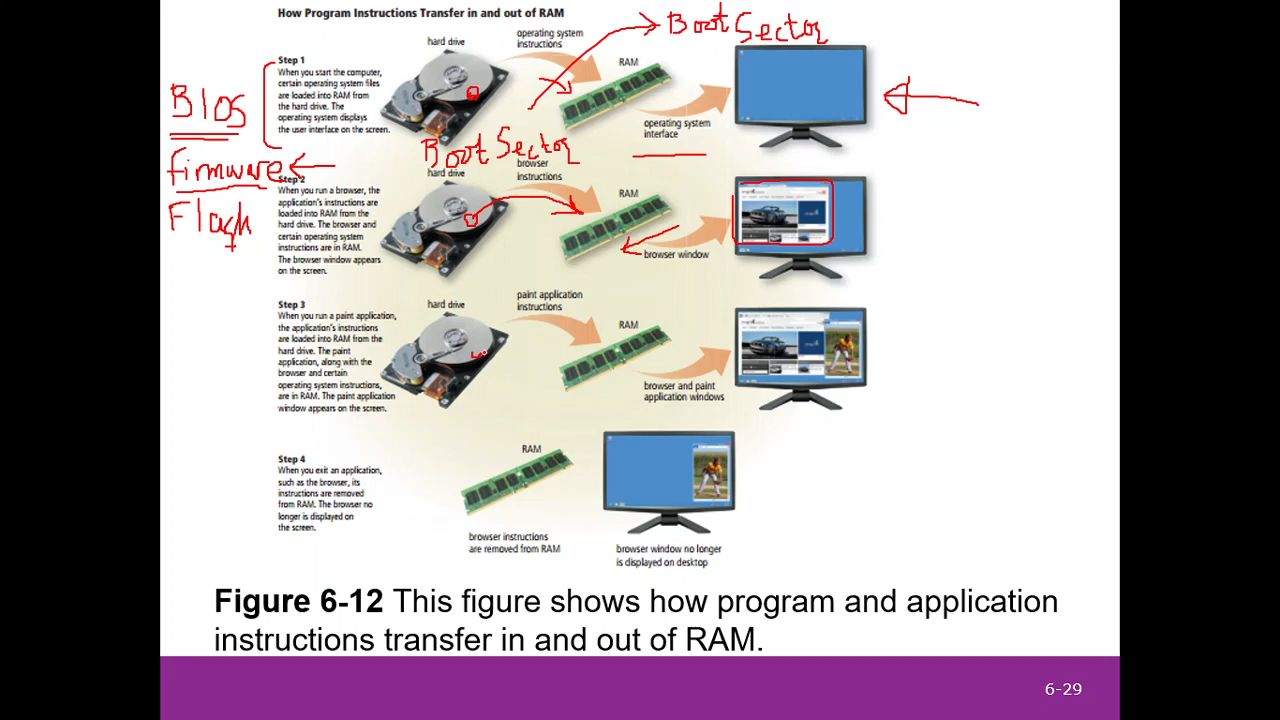 How Program Instructions Transfer in and out of RAM
Boot Sector
operating system
instructions
hard drive
Step 1
When you start the computer,
certain operating system files
are loaded into RAM from
the hard drive. The
operating system displays
the user interface on the screen.
RAM
operating system
interface
BIOS
firmware
Flash
Boot Sector
browser
instructions
hard drive
Step 2
When you run a browser, the
application's instructions are
loaded into RAM from the
hard drive. The browser and
certain operating system
instructions are in RAM.
The browser window appears
on the screen.
RAM
browser window
paint application
instructions
hard drive
Step 3
When you run a paint application,
the application's instructions
are loaded into RAM from the
hard drive. The paint
application, along with the
browser and certain
operating system instructions,
are in RAM. The paint application
window appears on the screen.
RAM
browser and paint
application windows
Step 4
When you exit an application,
such as the browser, its
instructions are removed
from RAM. The browser no
longer is displayed on
the screen.
RAM
browser instructions
are removed from RAM
browser window no longer
is displayed on desktop
Figure 6-12 This figure shows how program and application
instructions transfer in and out of RAM.
6-29